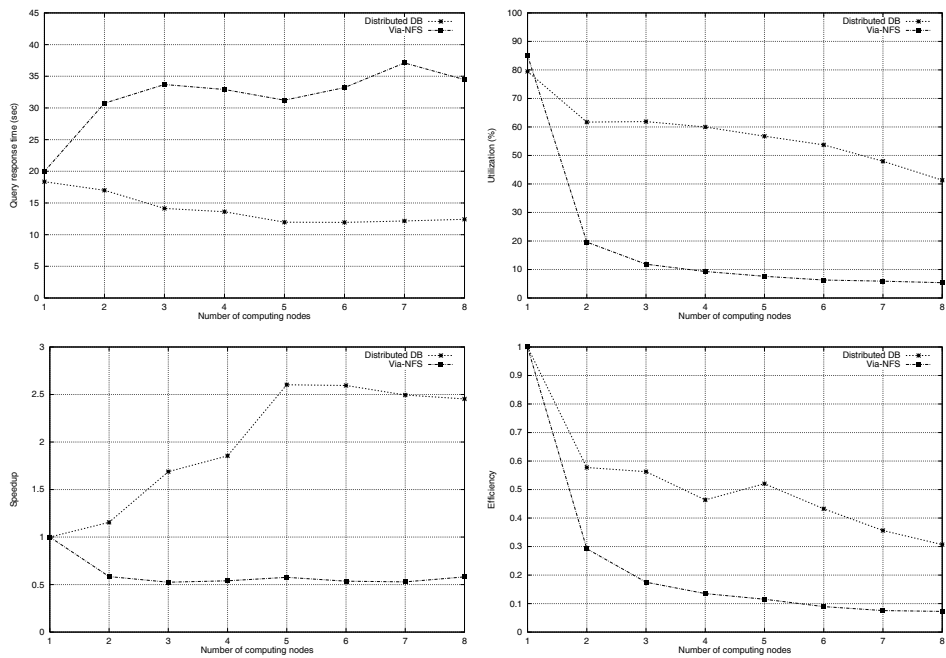 45
40
35
30
25
20
15
10
5
0
Query response time (sec)
Distributed DB
Via-NFS
1 2 3 4 5 6 7 8
Number of computing nodes
100
90
80
70
60
50
40
30
20
10
0
Utilization (%)
Distributed DB
Via-NFS
1 2 3 4 5 6 7 8
Number of computing nodes
3
2.5
2
1.5
1
0.5
0
Speedup
Distributed DB
Via-NFS
1 2 3 4 5 6 7 8
Number of computing nodes
1
0.9
0.8
0.7
0.6
0.5
0.4
0.3
0.2
0.1
0
Efficiency
Distributed DB
Via-NFS
1 2 3 4 5 6 7 8
Number of computing nodes